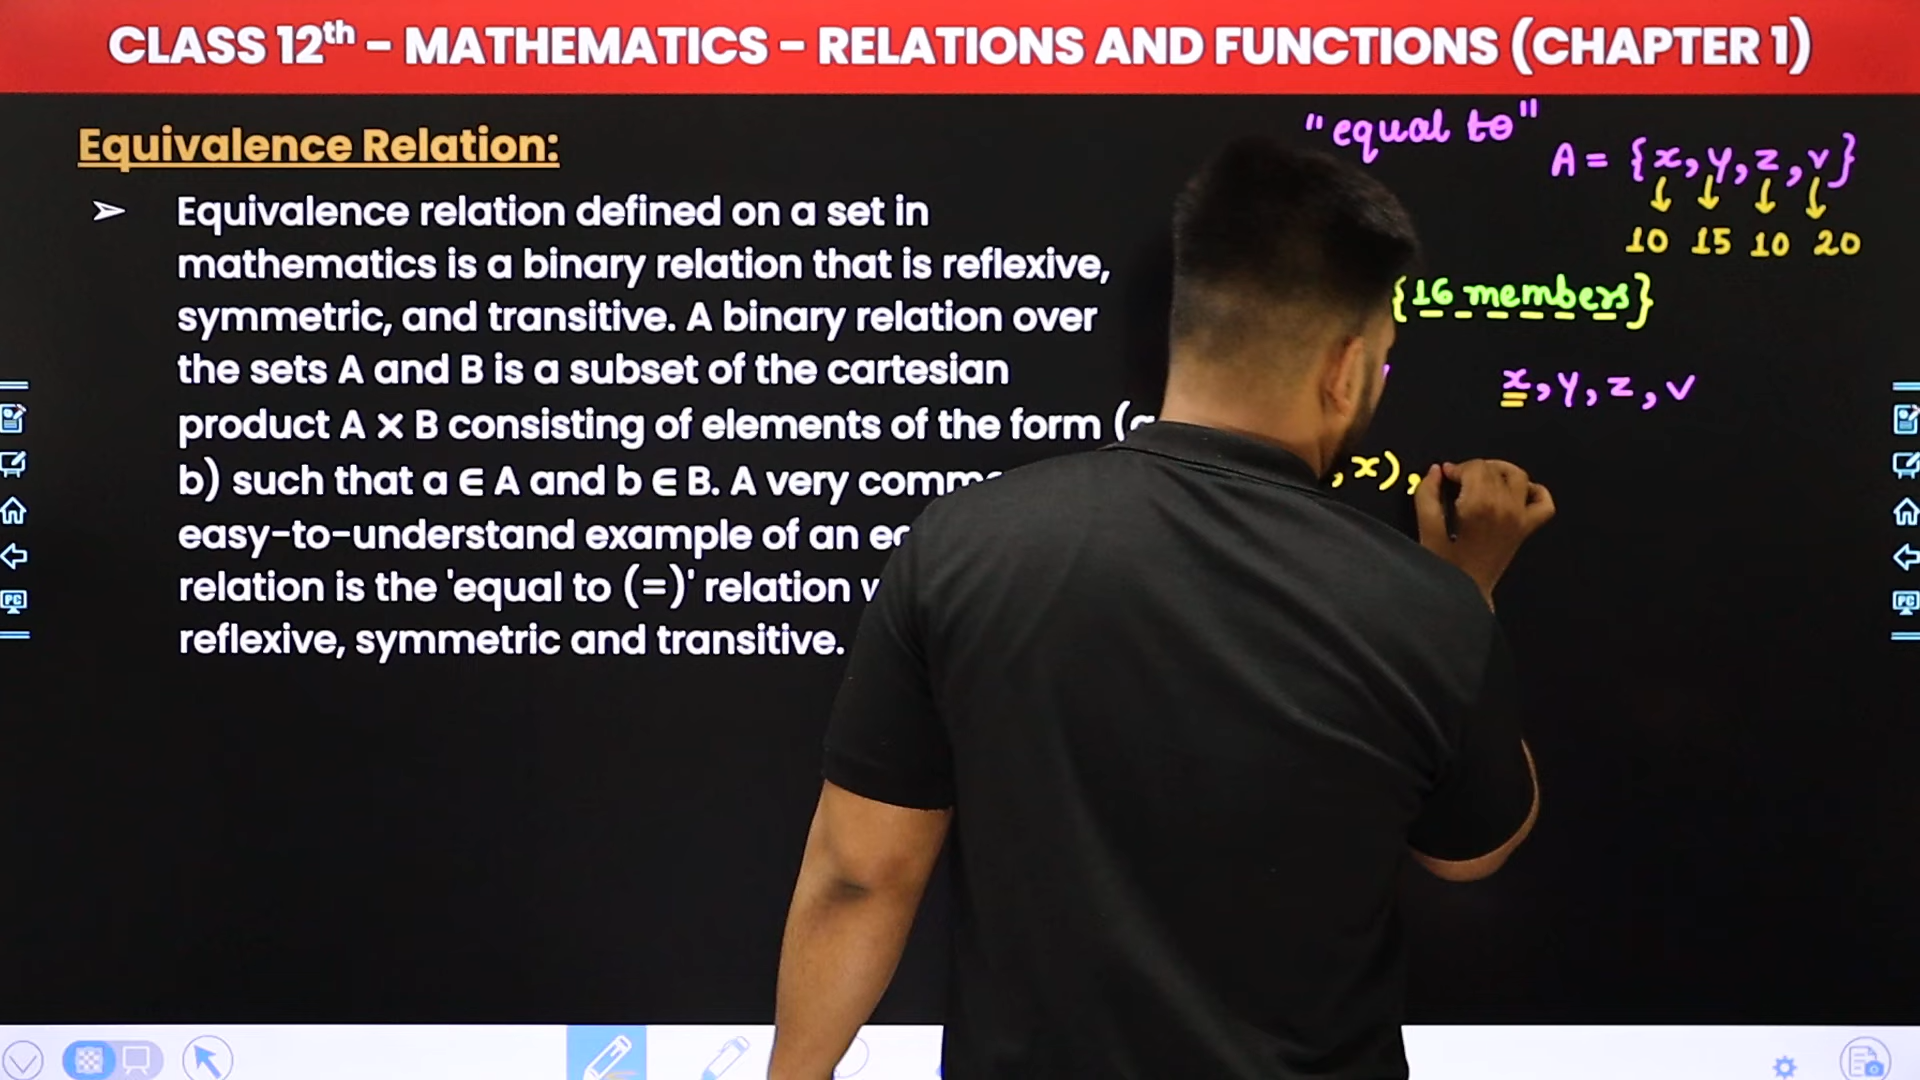 CLASS 12th - MATHEMATICS - RELATIONS AND FUNCTIONS (CHAPTER 1)
Equivalence Relation:
➢ Equivalence relation defined on a set in
mathematics is a binary relation that is reflexive,
symmetric, and transitive. A binary relation over
the sets A and B is a subset of the cartesian
product A × B consisting of elements of the form (
b) such that a ∈ A and b ∈ B. A very
easy-to-understand example of an
relation is the 'equal to (=)' relation
reflexive, symmetric and transitive.
"equal to"
A = {x, y, z, v}
↓ ↓ ↓ ↓
10 15 10 20
{16 members}
x, y, z, v
, x),
PC
PC